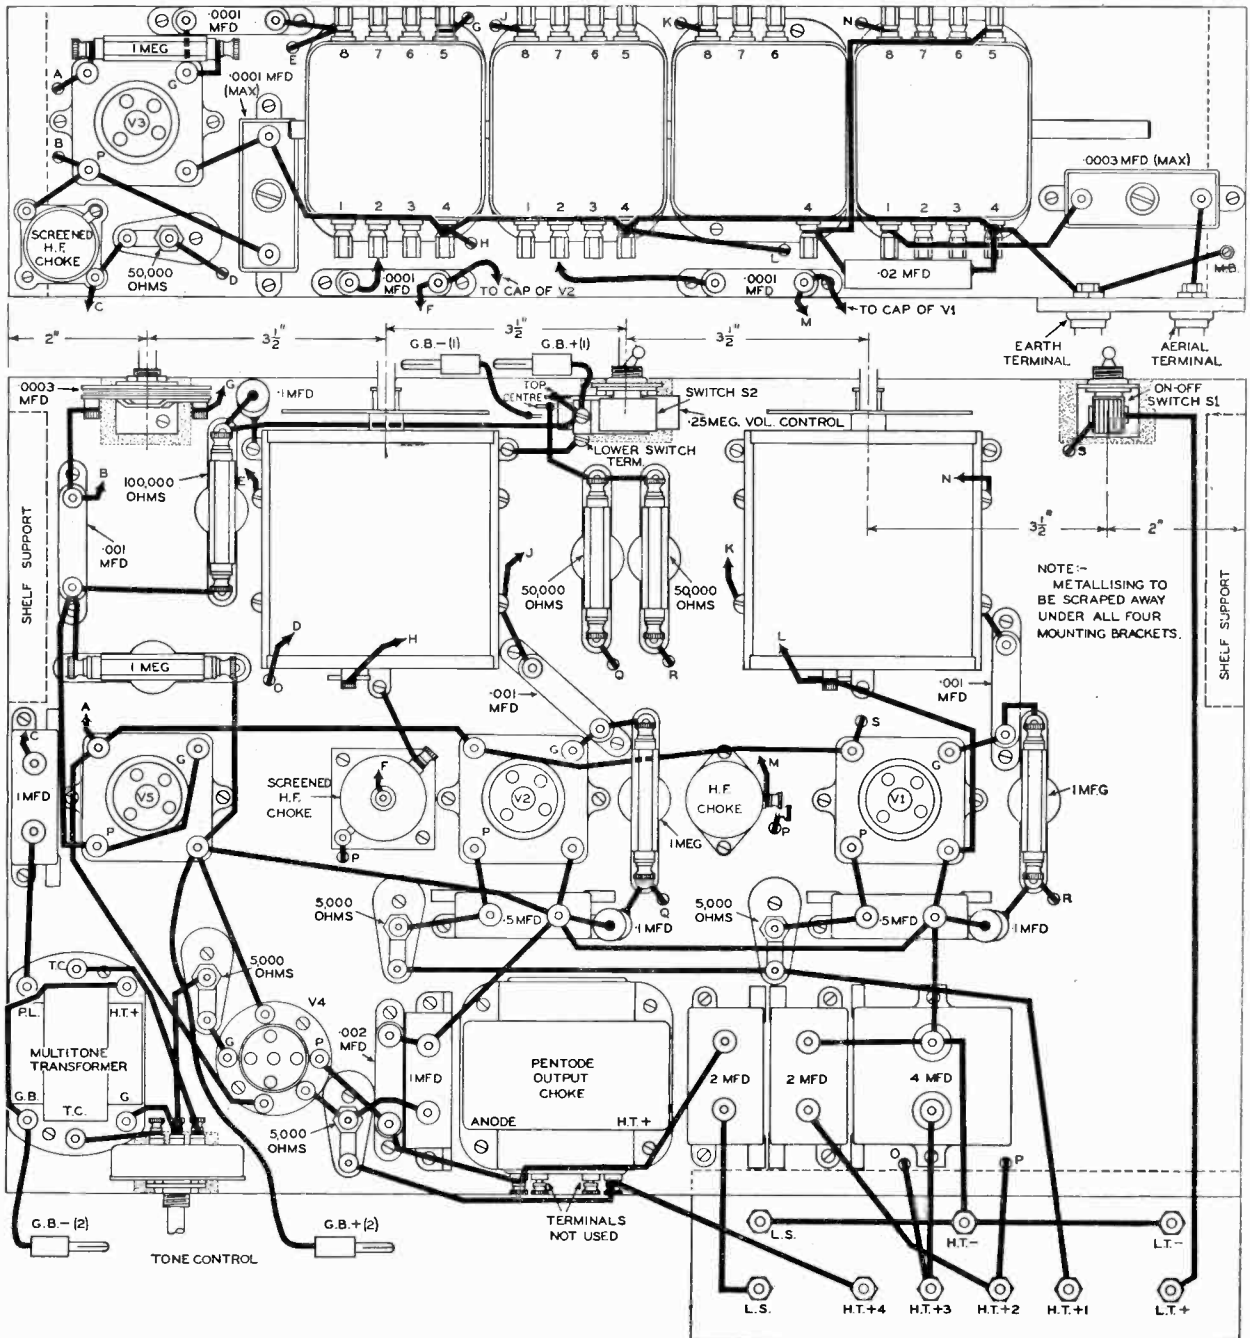 .0001
MFD
1 MEG
A
G
V3
B
P
SCREENED
H.F.
CHOKE
50,000
OHMS
C
D
.0001 MFD
(MAX)
E
8 7 6 5
G
J
8 7 6 5
K
8 7 6
N
8 7 6 5
1 2 3 4
H
1 2 3 4
L
4
1 2 3 4
.0003 MFD (MAX)
.0001
MFD
F
TO CAP OF V2
.0001
MFD
M
.02 MFD
TO CAP OF V1
M.B.
EARTH
TERMINAL
AERIAL
TERMINAL
2"
3½"
3½"
3½"
G.B.-(1)
G.B.+(1)
.0003
MFD
G
.1 MFD
TOP
CENTRE
SWITCH S2
.25 MEG. VOL. CONTROL
LOWER SWITCH
TERM.
ON-OFF
SWITCH S1
S
B
100,000
OHMS
E
N
3½"
2"
SHELF SUPPORT
.001
MFD
J
50,000
OHMS
50,000
OHMS
K
NOTE:-
METALLISING TO
BE SCRAPED AWAY
UNDER ALL FOUR
MOUNTING BRACKETS.
SHELF SUPPORT
1 MEG
D
O
H
.001
MFD
Q
R
L
.001
MFD
A
C
1 MFD
G
V5
P
SCREENED
H.F.
CHOKE
F
P
G
V2
P
1 MEG
H.F.
CHOKE
M
P
S
G
V1
P
1 MEG
5,000
OHMS
.5 MFD
.1 MFD
Q
5,000
OHMS
.5 MFD
.1 MFD
R
T.C.
P.L.
H.T.+
MULTITONE
TRANSFORMER
G.B.
T.C.
G
5,000
OHMS
V4
G
P
.002
MFD
1 MFD
5,000
OHMS
PENTODE
OUTPUT
CHOKE
ANODE
H.T.+
2 MFD
2 MFD
4 MFD
O
P
TERMINALS
NOT USED
G.B.-(2)
TONE CONTROL
G.B.+(2)
L.S.
H.T.-
L.T.-
L.S.
H.T.+4
H.T.+3
H.T.+2
H.T.+1
L.T.+